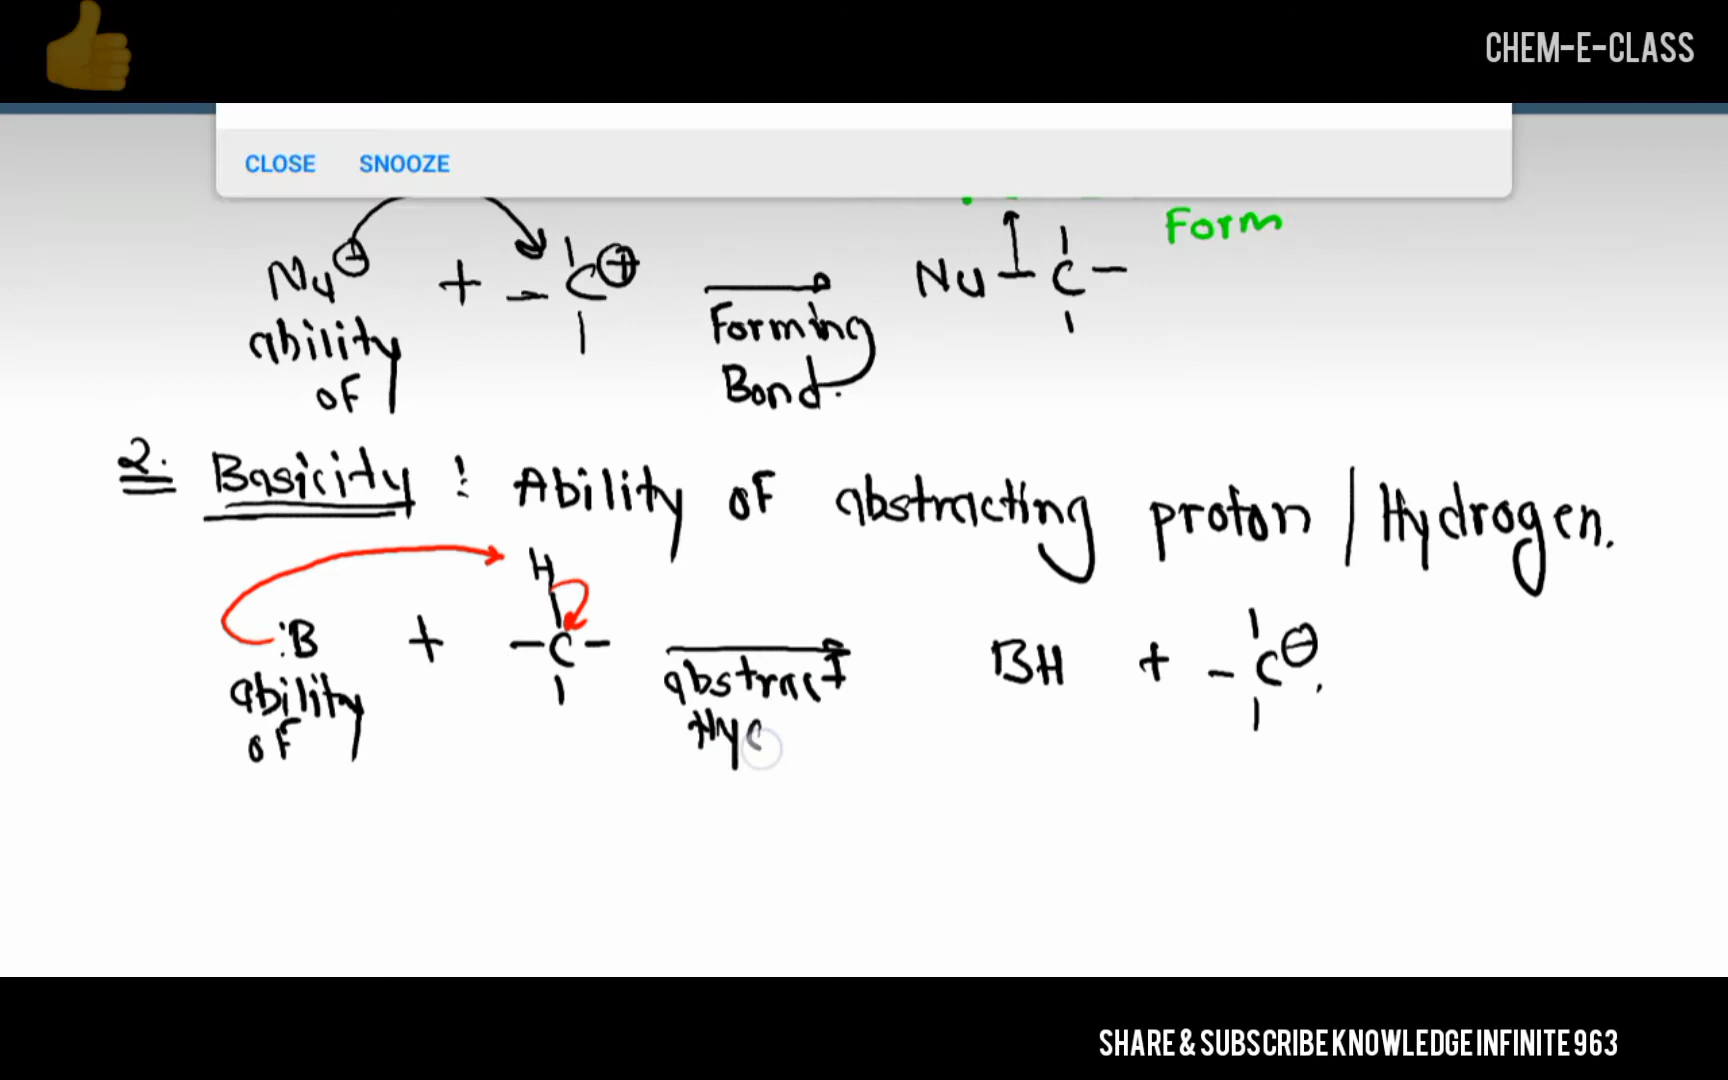 CHEM-E-CLASS
CLOSE SNOOZE
Form
Nu⊖ + –C⊕ Nu – C –
ability of
Forming Bond.
2. Basicity : Ability of abstracting proton / Hydrogen.
H
:B + –C– BH + –C⊖.
ability of
abstract
Hyd
SHARE & SUBSCRIBE KNOWLEDGE INFINITE 963